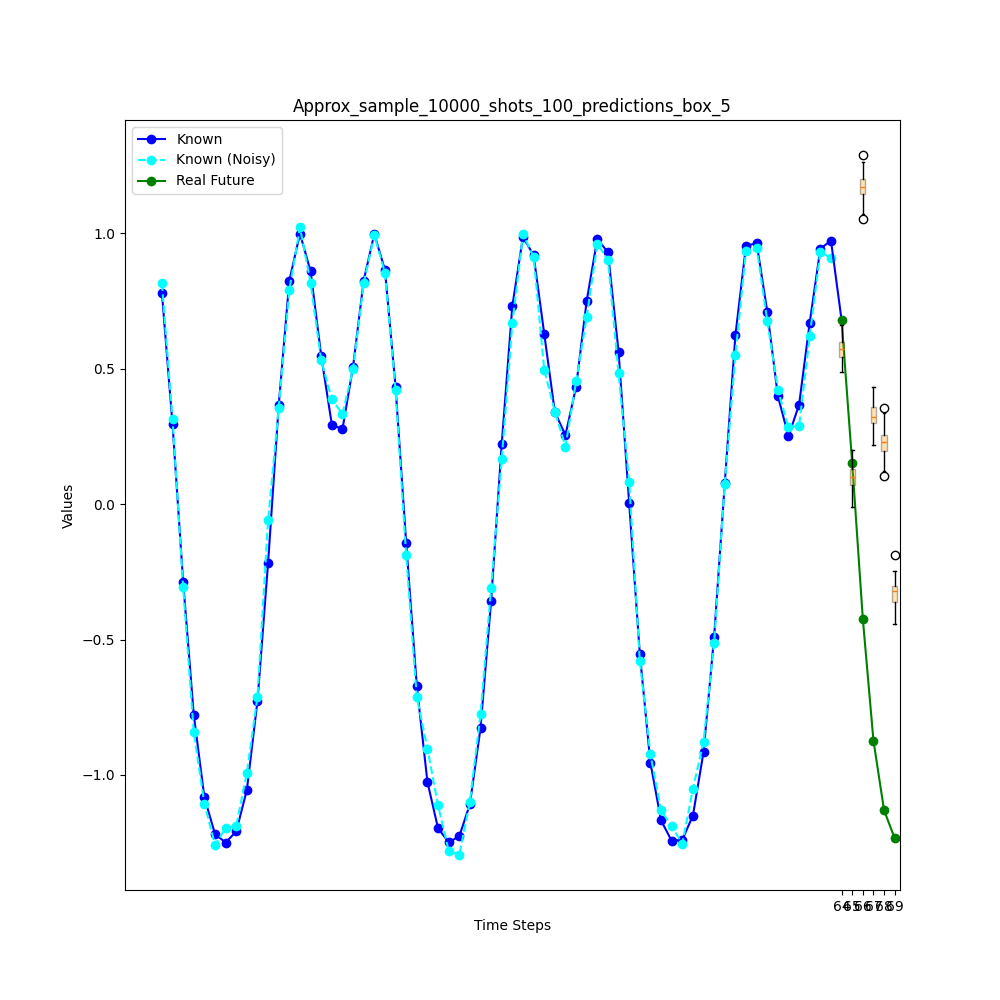 Approx_sample_10000_shots_100_predictions_box_5
Known
Known (Noisy)
Real Future
1.0
0.5
0.0
−0.5
−1.0
Values
64 65 66 67 68 69
Time Steps